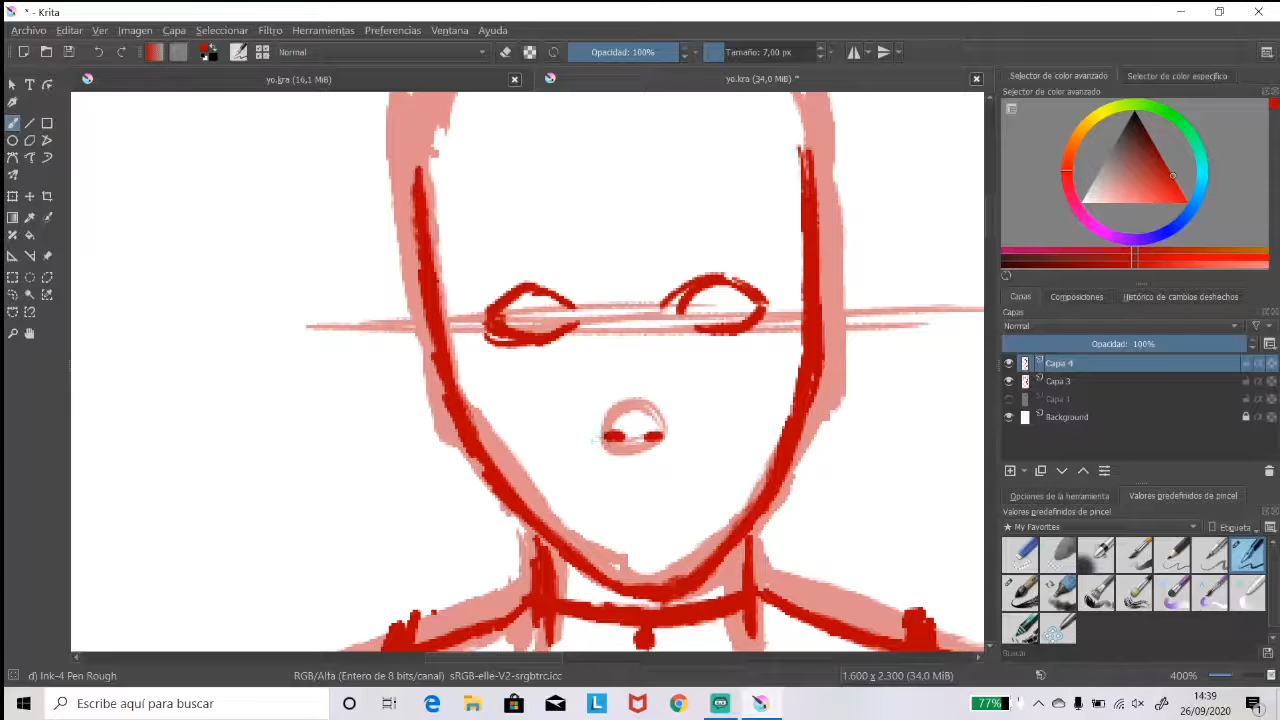 * - Krita
Archivo Editar Ver Imagen Capa Seleccionar Filtro Herramientas Preferencias Ventana Ayuda
Normal Opacidad: 100% Tamaño: 7,00 px
yo.kra (16,1 MiB) yo.kra (34,0 MiB) *
Selector de color avanzado Selector de color específico
Selector de color avanzado
Capas Composiciones Histórico de cambios deshechos
Capas
Normal
Opacidad: 100%
Capa 4
Capa 3
Capa 1
Background
Opciones de la herramienta Valores predefinidos de pincel
Valores predefinidos de pincel
★ My Favorites Etiqueta
Buscar
d) Ink-4 Pen Rough RGB/Alfa (Entero de 8 bits/canal) sRGB-elle-V2-srgbtrc.icc 1.600 x 2.300 (34,0 MiB) 400%
Escribe aquí para buscar 77% 14:39
26/09/2020